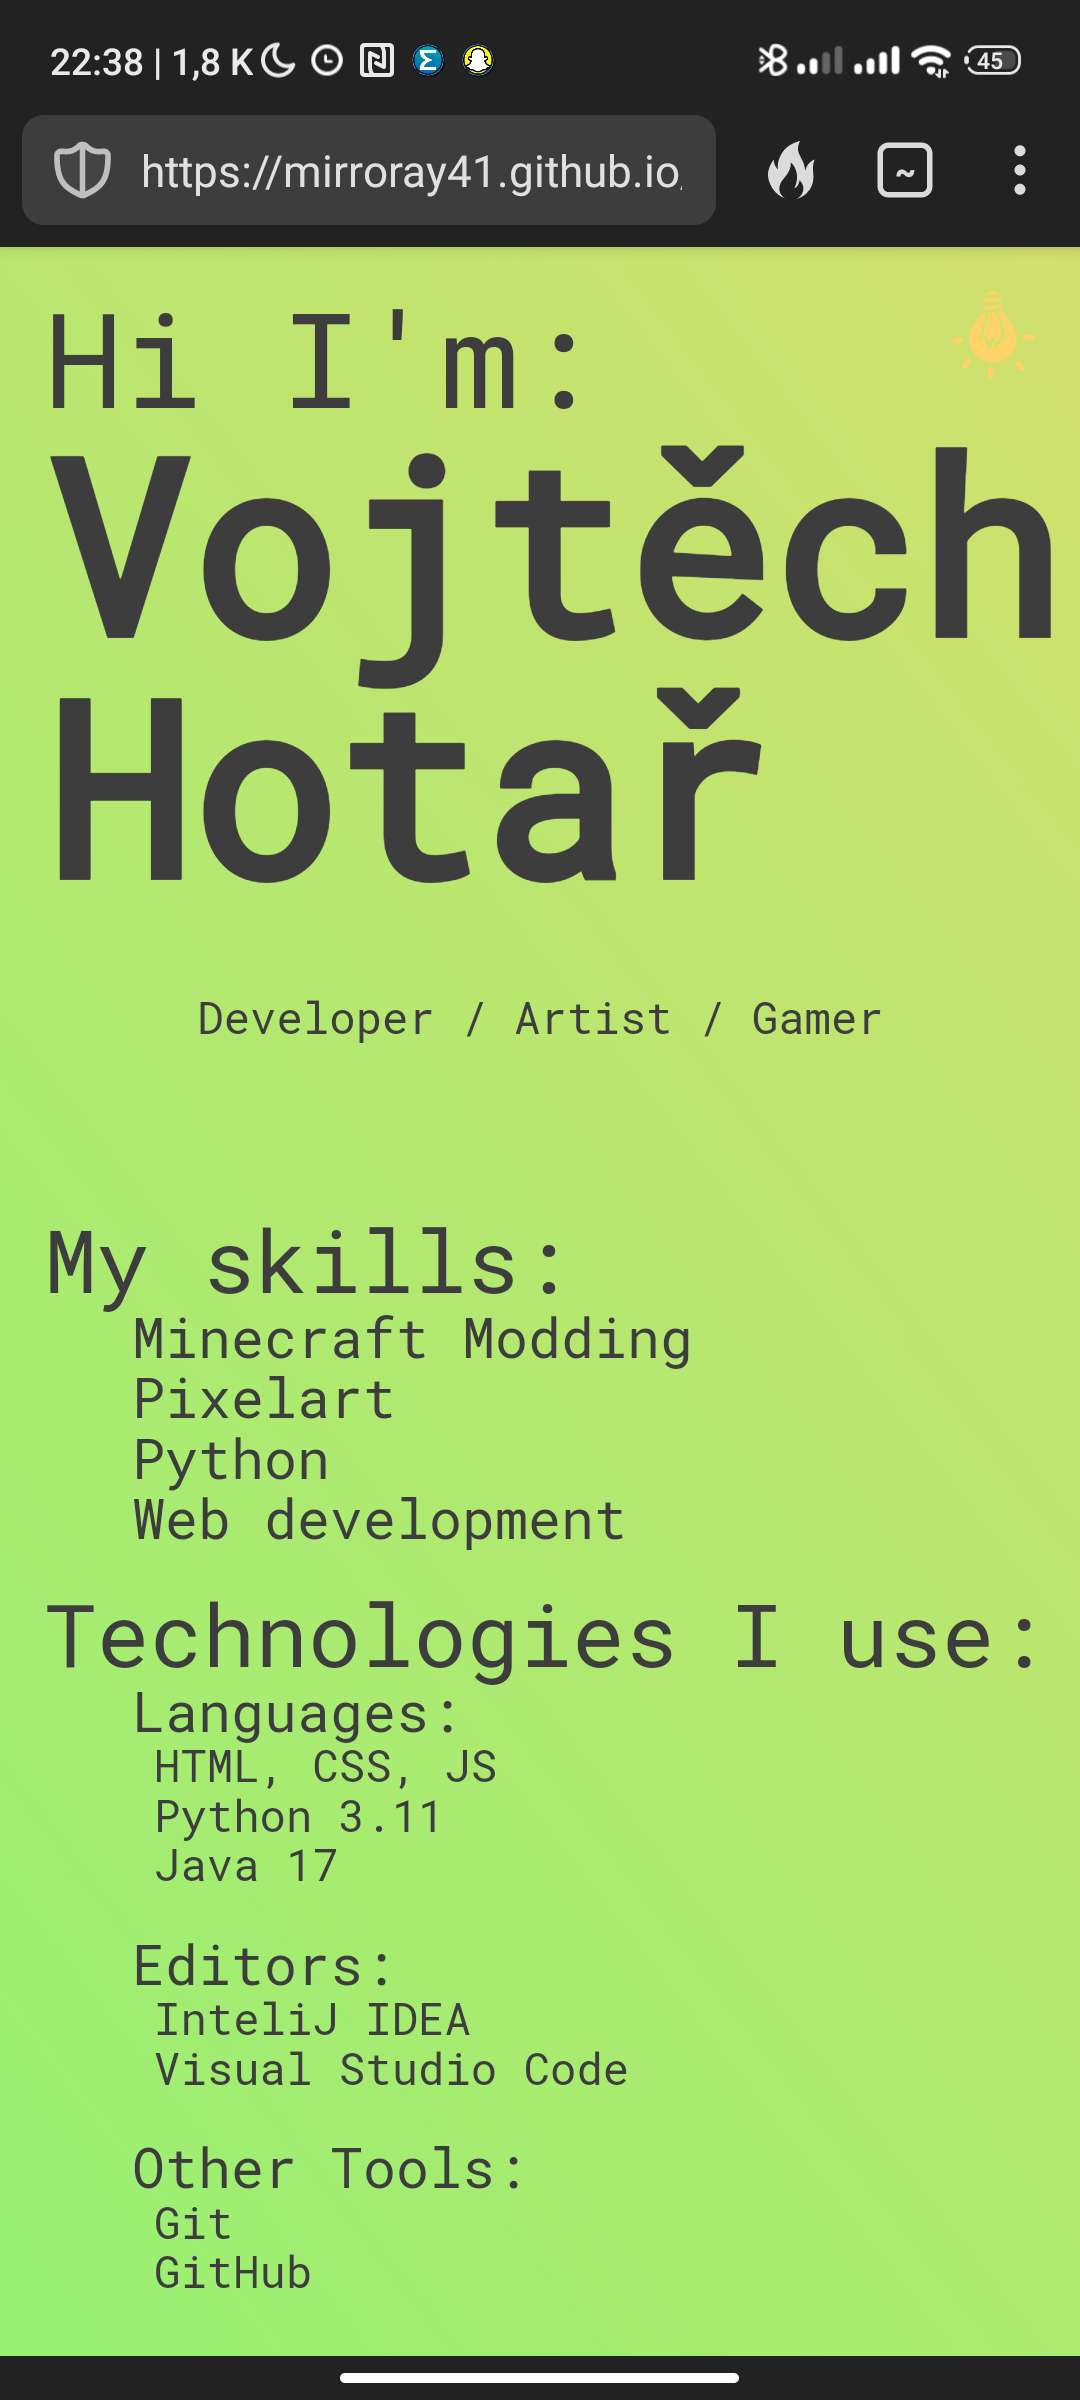 22:38 | 1,8 K
45
https://mirroray41.github.io
~
Hi I'm:
Vojtěch
Hotař
Developer / Artist / Gamer
My skills:
Minecraft Modding
Pixelart
Python
Web development
Technologies I use:
Languages:
HTML, CSS, JS
Python 3.11
Java 17
Editors:
InteliJ IDEA
Visual Studio Code
Other Tools:
Git
GitHub